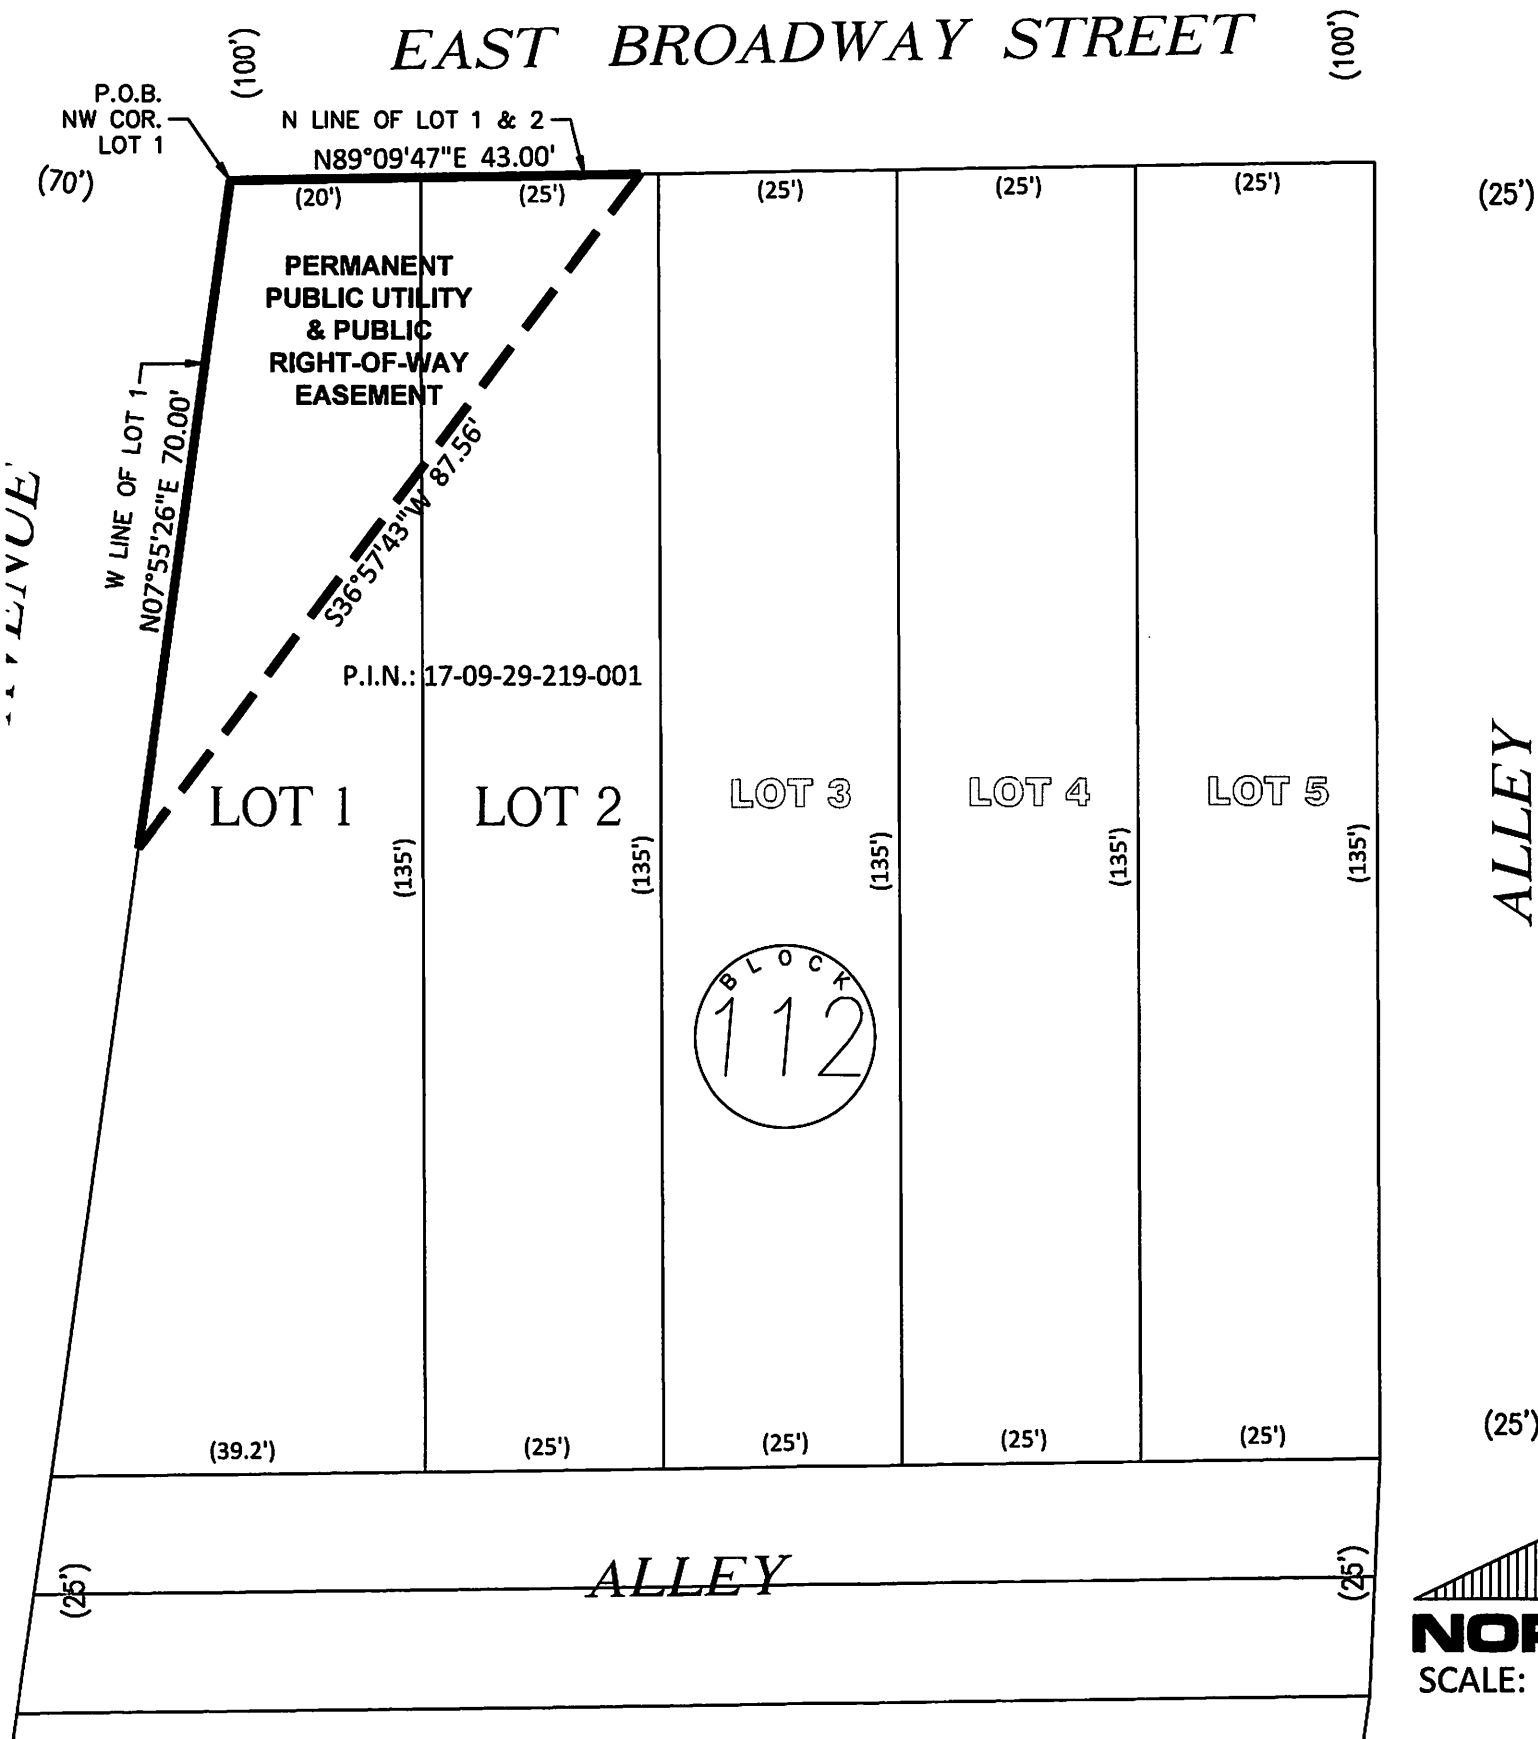 EAST BROADWAY STREET
(100')
(100')
P.O.B.
NW COR.
LOT 1
N LINE OF LOT 1 & 2
N89°09'47"E 43.00'
(70')
(20')
(25')
(25')
(25')
(25')
(25')
PERMANENT
PUBLIC UTILITY
& PUBLIC
RIGHT-OF-WAY
EASEMENT
W LINE OF LOT 1
N07°55'26"E 70.00'
S36°57'43"W 87.56'
P.I.N.: 17-09-29-219-001
LOT 1
LOT 2
LOT 3
LOT 4
LOT 5
(135')
(135')
(135')
(135')
(135')
ALLEY
BLOCK
112
(39.2')
(25')
(25')
(25')
(25')
(25')
(25')
ALLEY
(25')
SCALE: